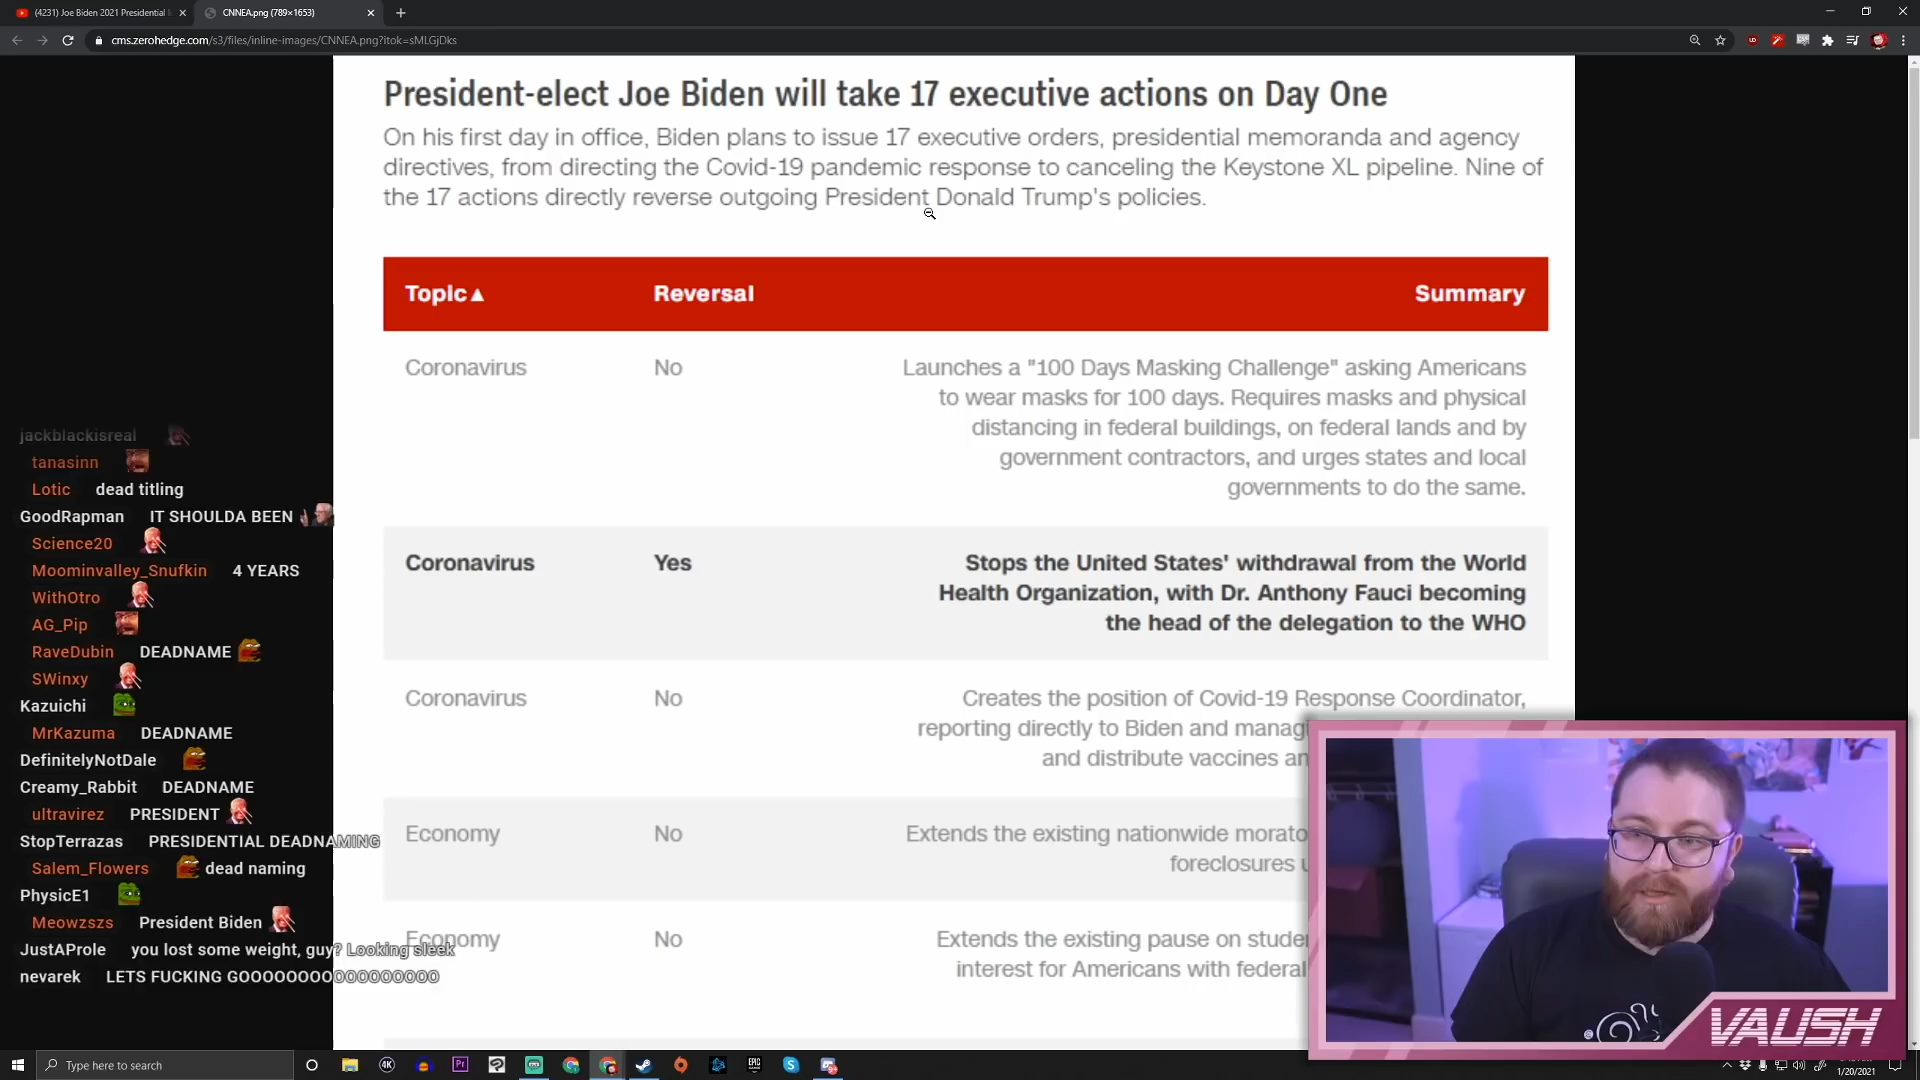 (4231) Joe Biden 2021 Presidential
CNNEA.png (789×1653)
cms.zerohedge.com/s3/files/inline-images/CNNEA.png?itok=sMLGjDks
President-elect Joe Biden will take 17 executive actions on Day One
On his first day in office, Biden plans to issue 17 executive orders, presidential memoranda and agency
directives, from directing the Covid-19 pandemic response to canceling the Keystone XL pipeline. Nine of
the 17 actions directly reverse outgoing President Donald Trump's policies.
Topic▲ Reversal Summary
Coronavirus No Launches a "100 Days Masking Challenge" asking Americans
to wear masks for 100 days. Requires masks and physical
distancing in federal buildings, on federal lands and by
government contractors, and urges states and local
governments to do the same.
Coronavirus Yes Stops the United States' withdrawal from the World
Health Organization, with Dr. Anthony Fauci becoming
the head of the delegation to the WHO
Coronavirus No Creates the position of Covid-19 Response Coordinator,
reporting directly to Biden and manag
and distribute vaccines an
Economy No Extends the existing nationwide morato
foreclosures u
Economy No Extends the existing pause on studen
interest for Americans with federal
jackblackisreal
tanasinn
Lotic dead titling
GoodRapman IT SHOULDA BEEN
Science20
Moominvalley_Snufkin 4 YEARS
WithOtro
AG_Pip
RaveDubin DEADNAME
SWinxy
Kazuichi
MrKazuma DEADNAME
DefinitelyNotDale
Creamy_Rabbit DEADNAME
ultravirez PRESIDENT
StopTerrazas PRESIDENTIAL DEADNAMING
Salem_Flowers dead naming
PhysicE1
Meowzszs President Biden
JustAProle you lost some weight, guy? Looking sleek
nevarek LETS FUCKING GOOOOOOOOOOOOOOOOO
VAUSH
Type here to search
4K
Pr
EPIC
1/20/2021